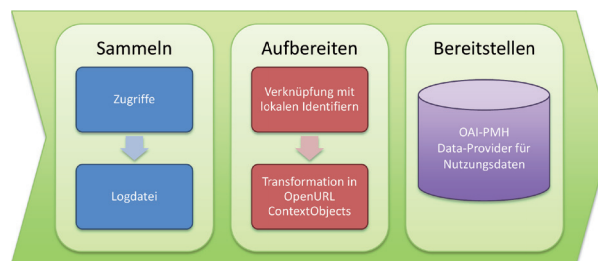 Sammeln
Zugriffe
Logdatei
Aufbereiten
Verknüpfung mit
lokalen Identifiern
Transformation in
OpenURL
ContextObjects
Bereitstellen
OAI-PMH
Data-Provider für
Nutzungsdaten